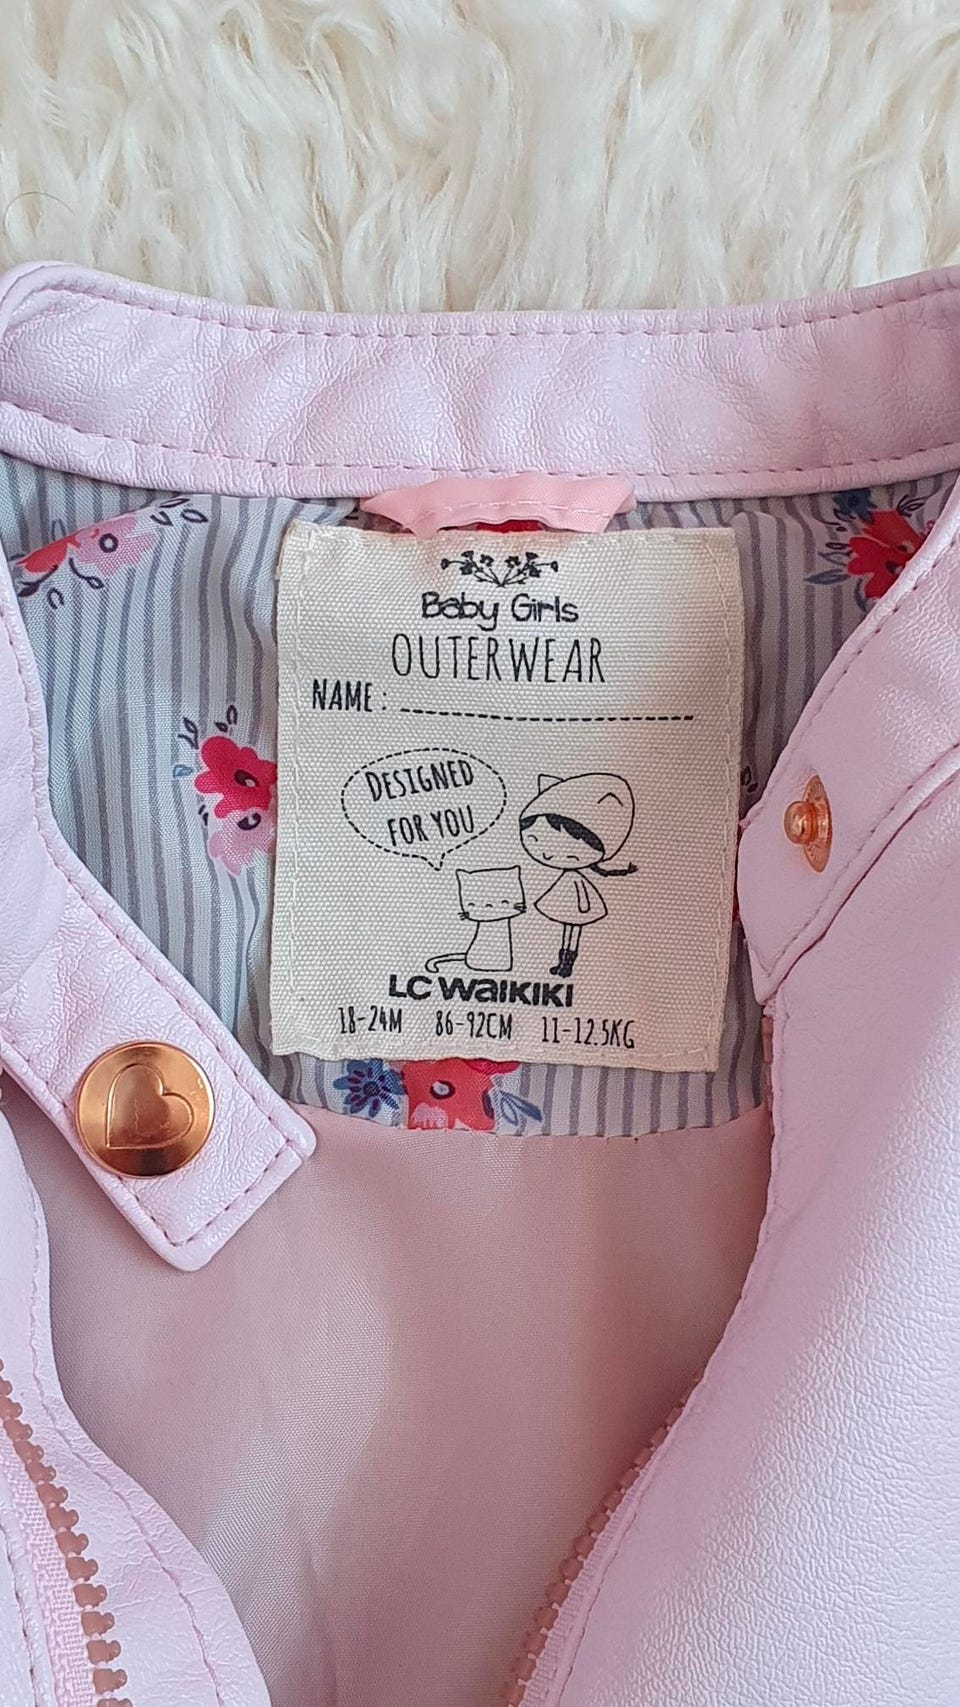 Baby Girls
OUTERWEAR
NAME :
DESIGNED
FOR YOU
LC WAIKIKI
18-24M 86-92CM 11-12.5KG